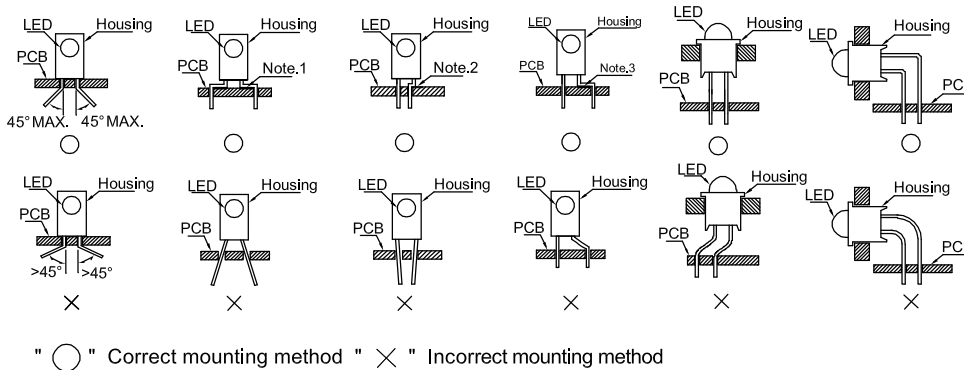 LED Housing
PCB
45° MAX. 45° MAX.
LED Housing
PCB Note.1
LED Housing
PCB Note.2
LED Housing
PCB Note.3
LED Housing
PCB
LED Housing
PC
LED Housing
PCB
>45° >45°
LED Housing
PCB
LED Housing
PCB
LED Housing
PCB
LED Housing
PCB
LED Housing
PC
" ◯ " Correct mounting method " ✕ " Incorrect mounting method